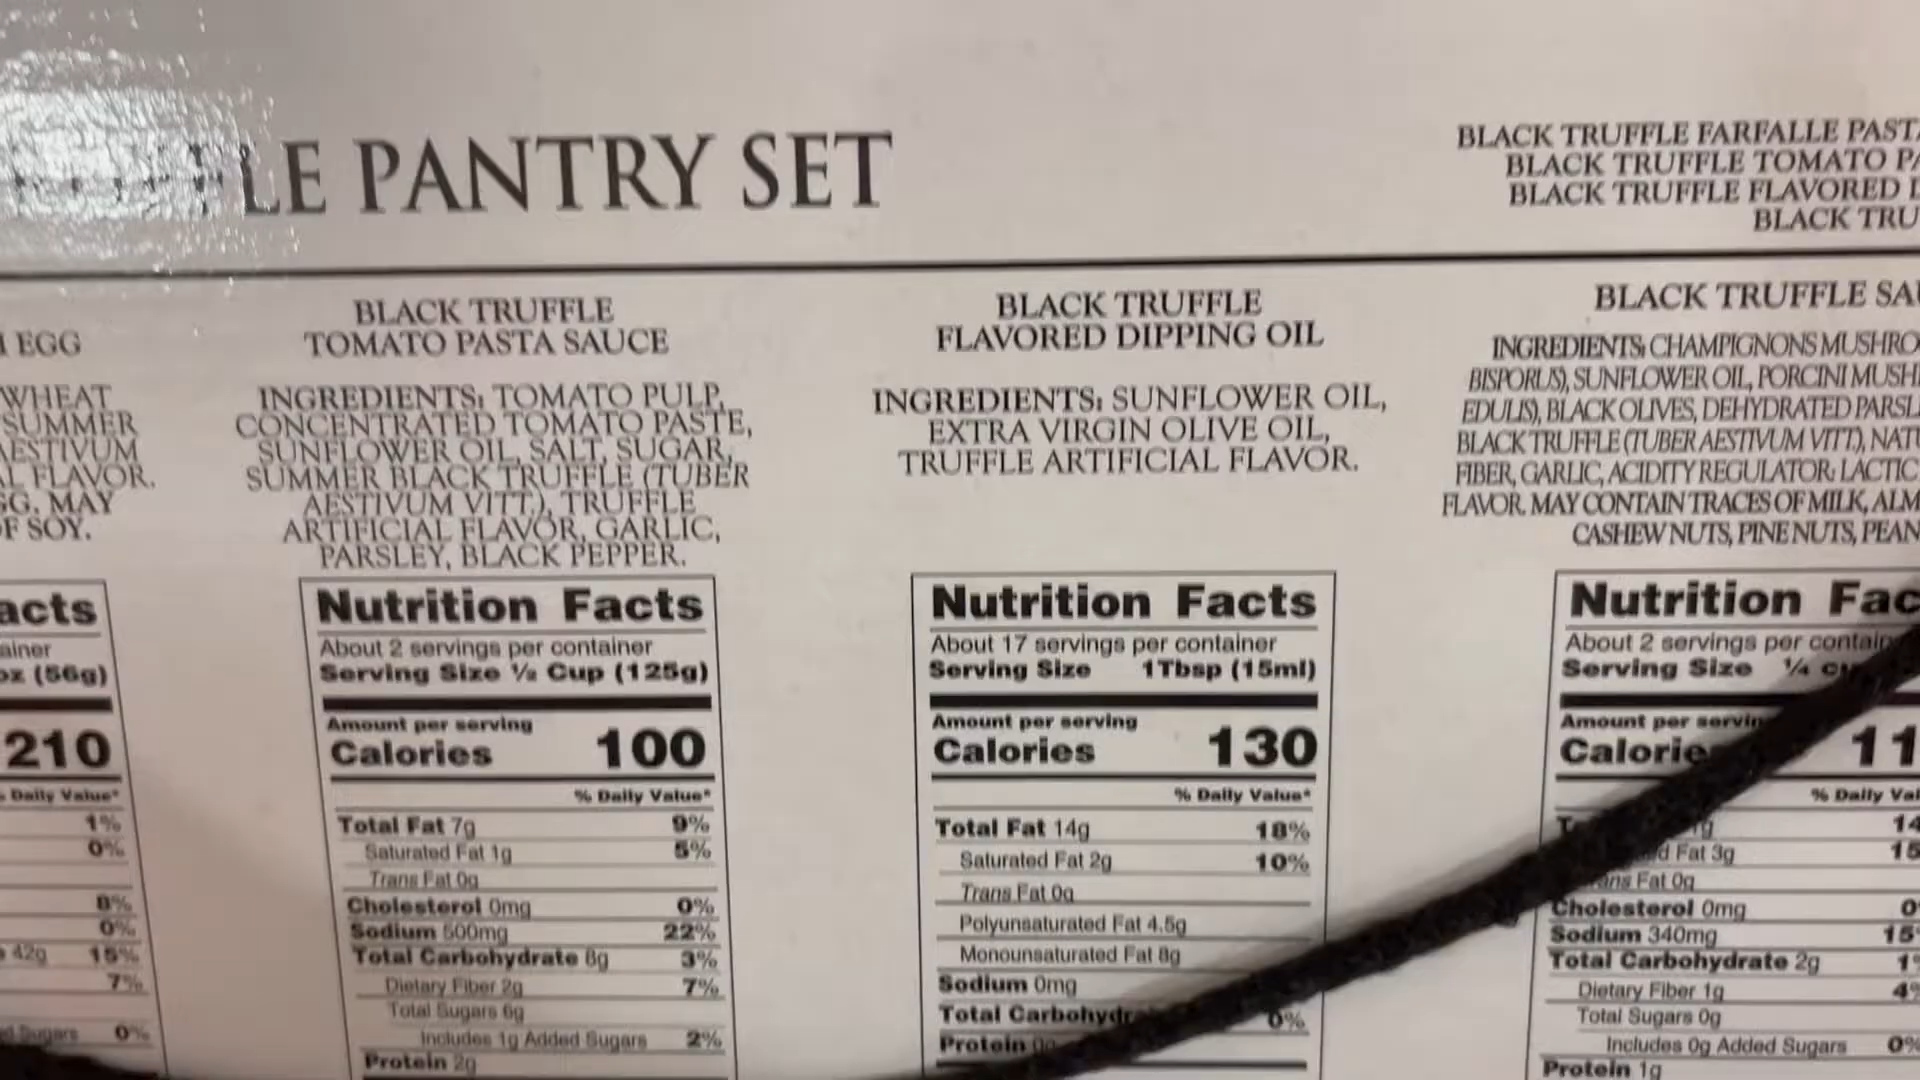 LE PANTRY SET
BLACK TRUFFLE FARFALLE PAST
BLACK TRUFFLE TOMATO PA
BLACK TRUFFLE FLAVORED
BLACK TRU
EGG
WHEAT
SUMMER
AESTIVUM
L FLAVOR.
GG. MAY
F SOY.
acts
ainer
oz (56g)
210
% Daily Value*
1%
0%
8%
0%
42g 15%
7%
ed Sugars 0%
BLACK TRUFFLE
TOMATO PASTA SAUCE
INGREDIENTS: TOMATO PULP,
CONCENTRATED TOMATO PASTE,
SUNFLOWER OIL, SALT, SUGAR,
SUMMER BLACK TRUFFLE (TUBER
AESTIVUM VITT.), TRUFFLE
ARTIFICIAL FLAVOR, GARLIC,
PARSLEY, BLACK PEPPER.
Nutrition Facts
About 2 servings per container
Serving Size ½ Cup (125g)
Amount per serving
Calories 100
% Daily Value*
Total Fat 7g 9%
Saturated Fat 1g 5%
Trans Fat 0g
Cholesterol 0mg 0%
Sodium 500mg 22%
Total Carbohydrate 8g 3%
Dietary Fiber 2g 7%
Total Sugars 6g
Includes 1g Added Sugars 2%
Protein 2g
BLACK TRUFFLE
FLAVORED DIPPING OIL
INGREDIENTS: SUNFLOWER OIL,
EXTRA VIRGIN OLIVE OIL,
TRUFFLE ARTIFICIAL FLAVOR.
Nutrition Facts
About 17 servings per container
Serving Size 1Tbsp (15ml)
Amount per serving
Calories 130
% Daily Value*
Total Fat 14g 18%
Saturated Fat 2g 10%
Trans Fat 0g
Polyunsaturated Fat 4.5g
Monounsaturated Fat 8g
Sodium 0mg
Total Carbohydr 0%
Protein 0g
BLACK TRUFFLE SAU
INGREDIENTS: CHAMPIGNONS MUSHRO
BISPORUS), SUNFLOWER OIL, PORCINI MUSH
EDULIS), BLACK OLIVES, DEHYDRATED PARSL
BLACK TRUFFLE (TUBER AESTIVUM VITT.), NATU
FIBER, GARLIC, ACIDITY REGULATOR: LACTIC
FLAVOR. MAY CONTAIN TRACES OF MILK, ALM
CASHEW NUTS, PINE NUTS, PEAN
Nutrition Fac
About 2 servings per contain
Serving Size ¼ cu
Amount per servin
Calorie 11
% Daily Val
14
d Fat 3g 15
ans Fat 0g
Cholesterol 0mg 0
Sodium 340mg 15
Total Carbohydrate 2g 1%
Dietary Fiber 1g 4%
Total Sugars 0g
Includes 0g Added Sugars 0%
Protein 1g